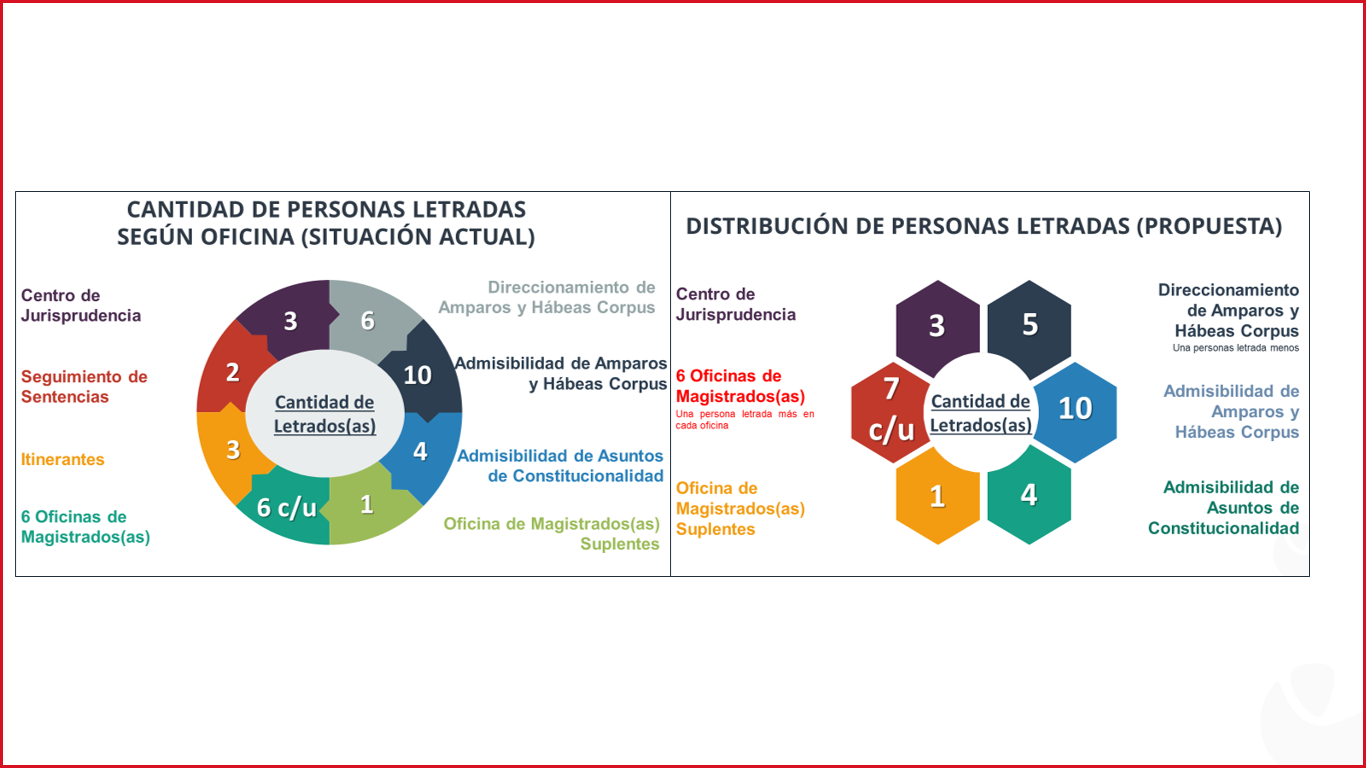 CANTIDAD DE PERSONAS LETRADAS
SEGÚN OFICINA (SITUACIÓN ACTUAL)
Centro de
Jurisprudencia
Seguimiento de
Sentencias
Itinerantes
6 Oficinas de
Magistrados(as)
3
6
2
10
3
4
6 c/u
1
Cantidad de
Letrados(as)
Direccionamiento de
Amparos y Hábeas Corpus
Admisibilidad de Amparos
y Hábeas Corpus
Admisibilidad de Asuntos
de Constitucionalidad
Oficina de Magistrados(as)
Suplentes
DISTRIBUCIÓN DE PERSONAS LETRADAS (PROPUESTA)
Centro de
Jurisprudencia
6 Oficinas de
Magistrados(as)
Una persona letrada más en
cada oficina
Oficina de
Magistrados(as)
Suplentes
3
5
7
c/u
10
1
4
Cantidad de
Letrados(as)
Direccionamiento
de Amparos y
Hábeas Corpus
Una personas letrada menos
Admisibilidad de
Amparos y
Hábeas Corpus
Admisibilidad de
Asuntos de
Constitucionalidad